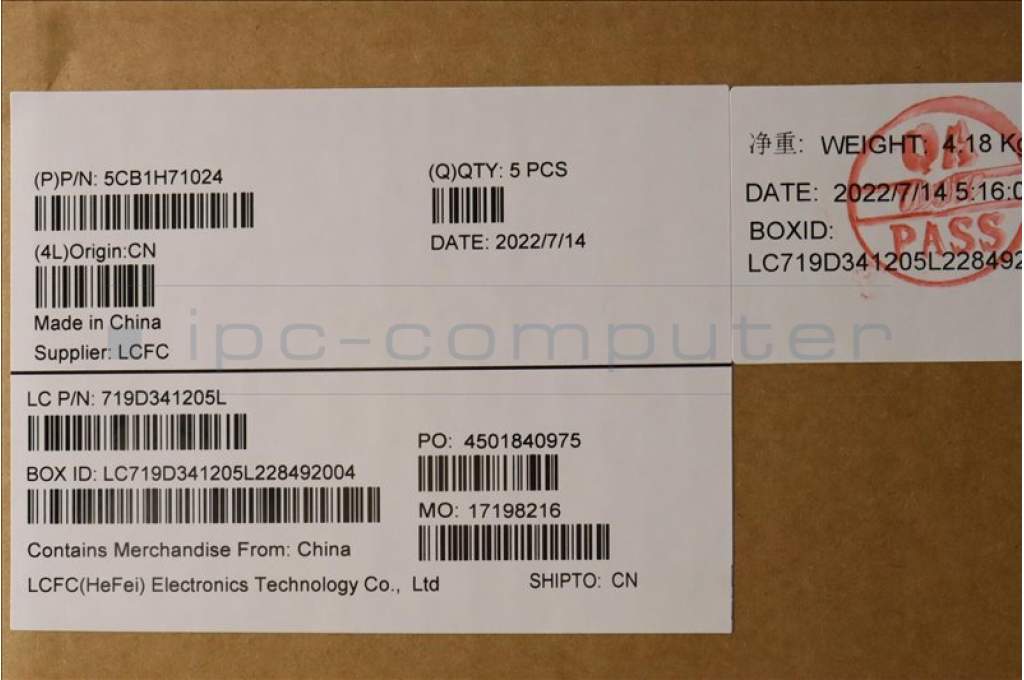 (P)P/N: 5CB1H71024
(Q)QTY: 5 PCS
(4L)Origin:CN
DATE: 2022/7/14
Made in China
Supplier: LCFC
LC P/N: 719D341205L
PO: 4501840975
BOX ID: LC719D341205L228492004
MO: 17198216
Contains Merchandise From: China
LCFC(HeFei) Electronics Technology Co., Ltd
SHIPTO: CN
净重: WEIGHT: 4.18 Kg
DATE: 2022/7/14 5:16:0
BOXID:
LC719D341205L228492
QA
PASS
ipc-computer